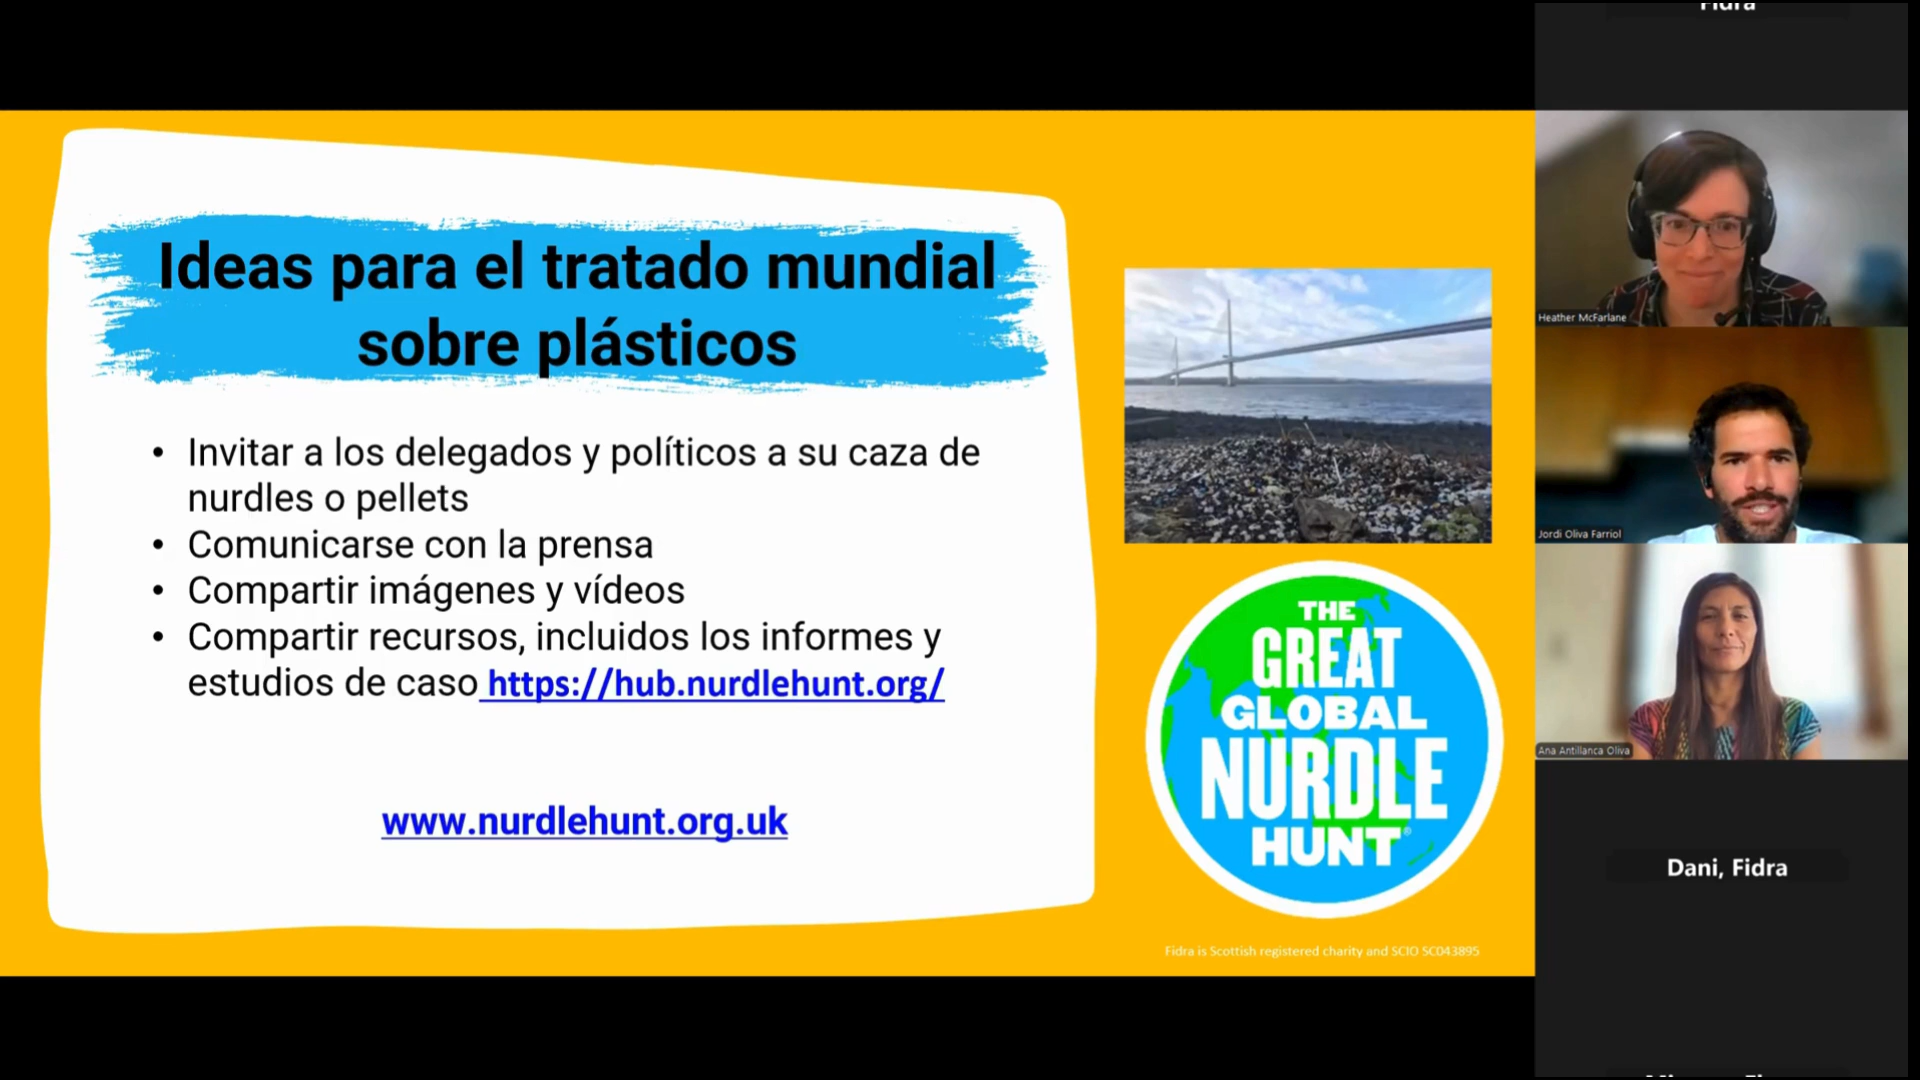 Ideas para el tratado mundial
sobre plásticos
• Invitar a los delegados y políticos a su caza de
nurdles o pellets
• Comunicarse con la prensa
• Compartir imágenes y vídeos
• Compartir recursos, incluidos los informes y
estudios de caso https://hub.nurdlehunt.org/
www.nurdlehunt.org.uk
THE
GREAT
GLOBAL
NURDLE
HUNT®
Fidra is Scottish registered charity and SCIO SC043895
Fidra
Heather McFarlane
Jordi Oliva Farriol
Ana Antillanca Oliva
Dani, Fidra